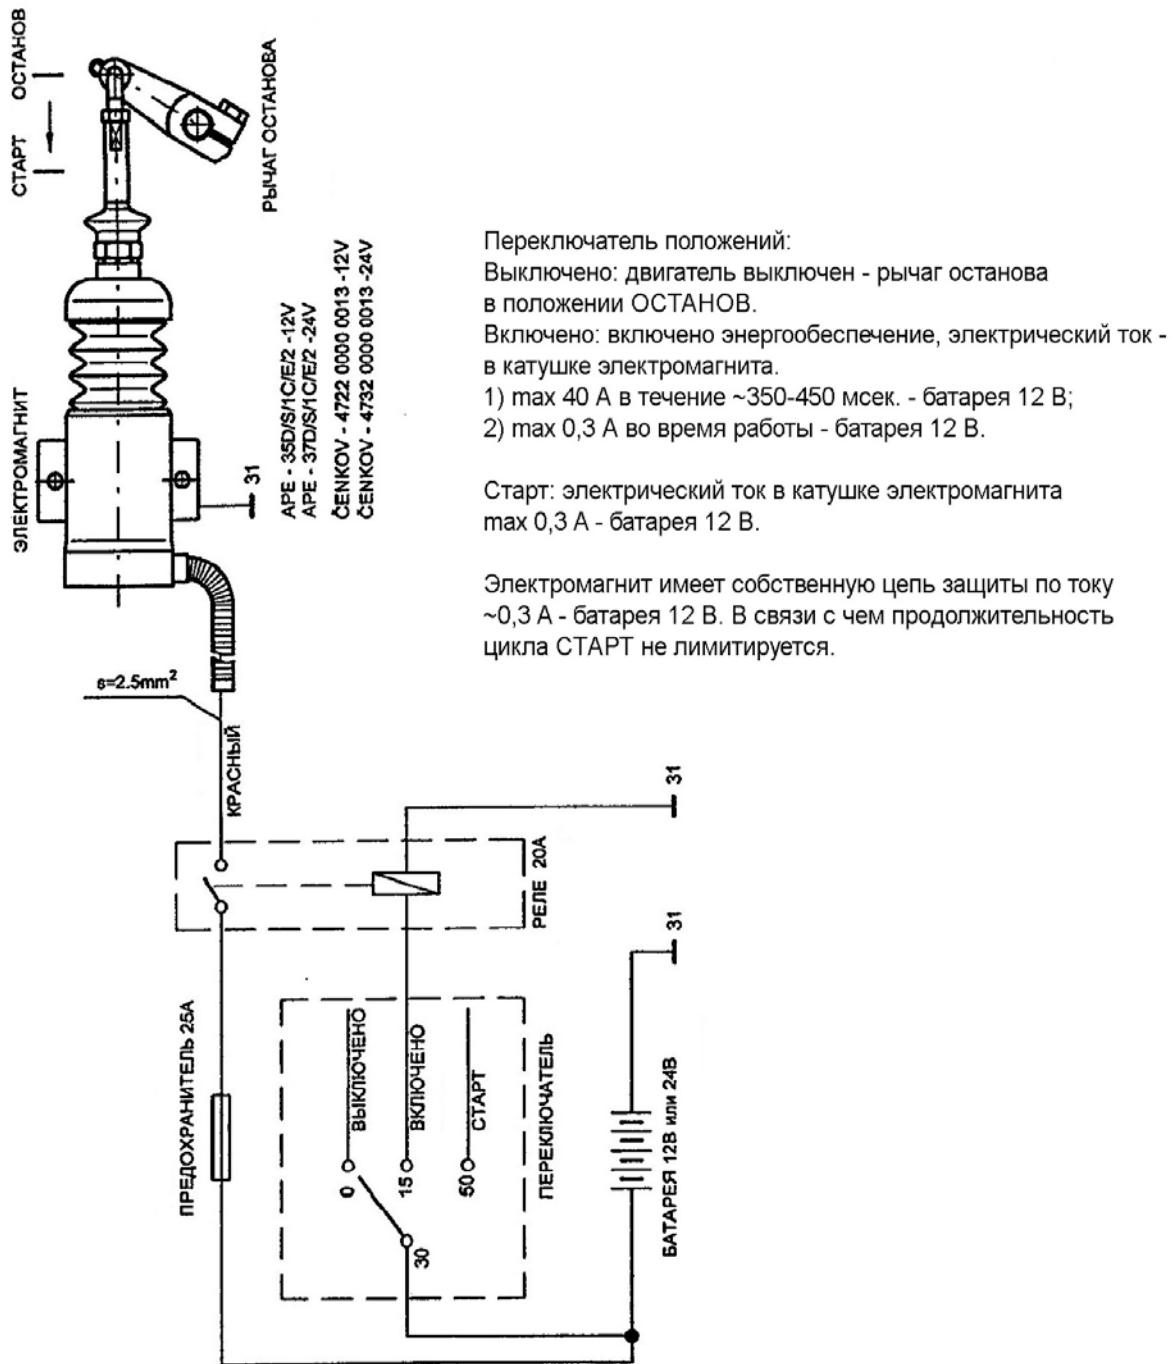 ОСТАНОВ
СТАРТ
РЫЧАГ ОСТАНОВА
ЭЛЕКТРОМАГНИТ
31
APE - 35D/S/1C/E/2 -12V
APE - 37D/S/1C/E/2 -24V
ČENKOV - 4722 0000 0013 -12V
ČENKOV - 4732 0000 0013 -24V
Переключатель положений:
Выключено: двигатель выключен - рычаг останова
в положении ОСТАНОВ.
Включено: включено энергообеспечение, электрический ток -
в катушке электромагнита.
1) max 40 А в течение ~350-450 мсек. - батарея 12 В;
2) max 0,3 А во время работы - батарея 12 В.
Старт: электрический ток в катушке электромагнита
max 0,3 А - батарея 12 В.
Электромагнит имеет собственную цепь защиты по току
~0,3 А - батарея 12 В. В связи с чем продолжительность
цикла СТАРТ не лимитируется.
s=2.5mm²
КРАСНЫЙ
31
РЕЛЕ 20А
31
ПРЕДОХРАНИТЕЛЬ 25А
0 ВЫКЛЮЧЕНО
15 ВКЛЮЧЕНО
50 СТАРТ
30
ПЕРЕКЛЮЧАТЕЛЬ
БАТАРЕЯ 12В или 24В